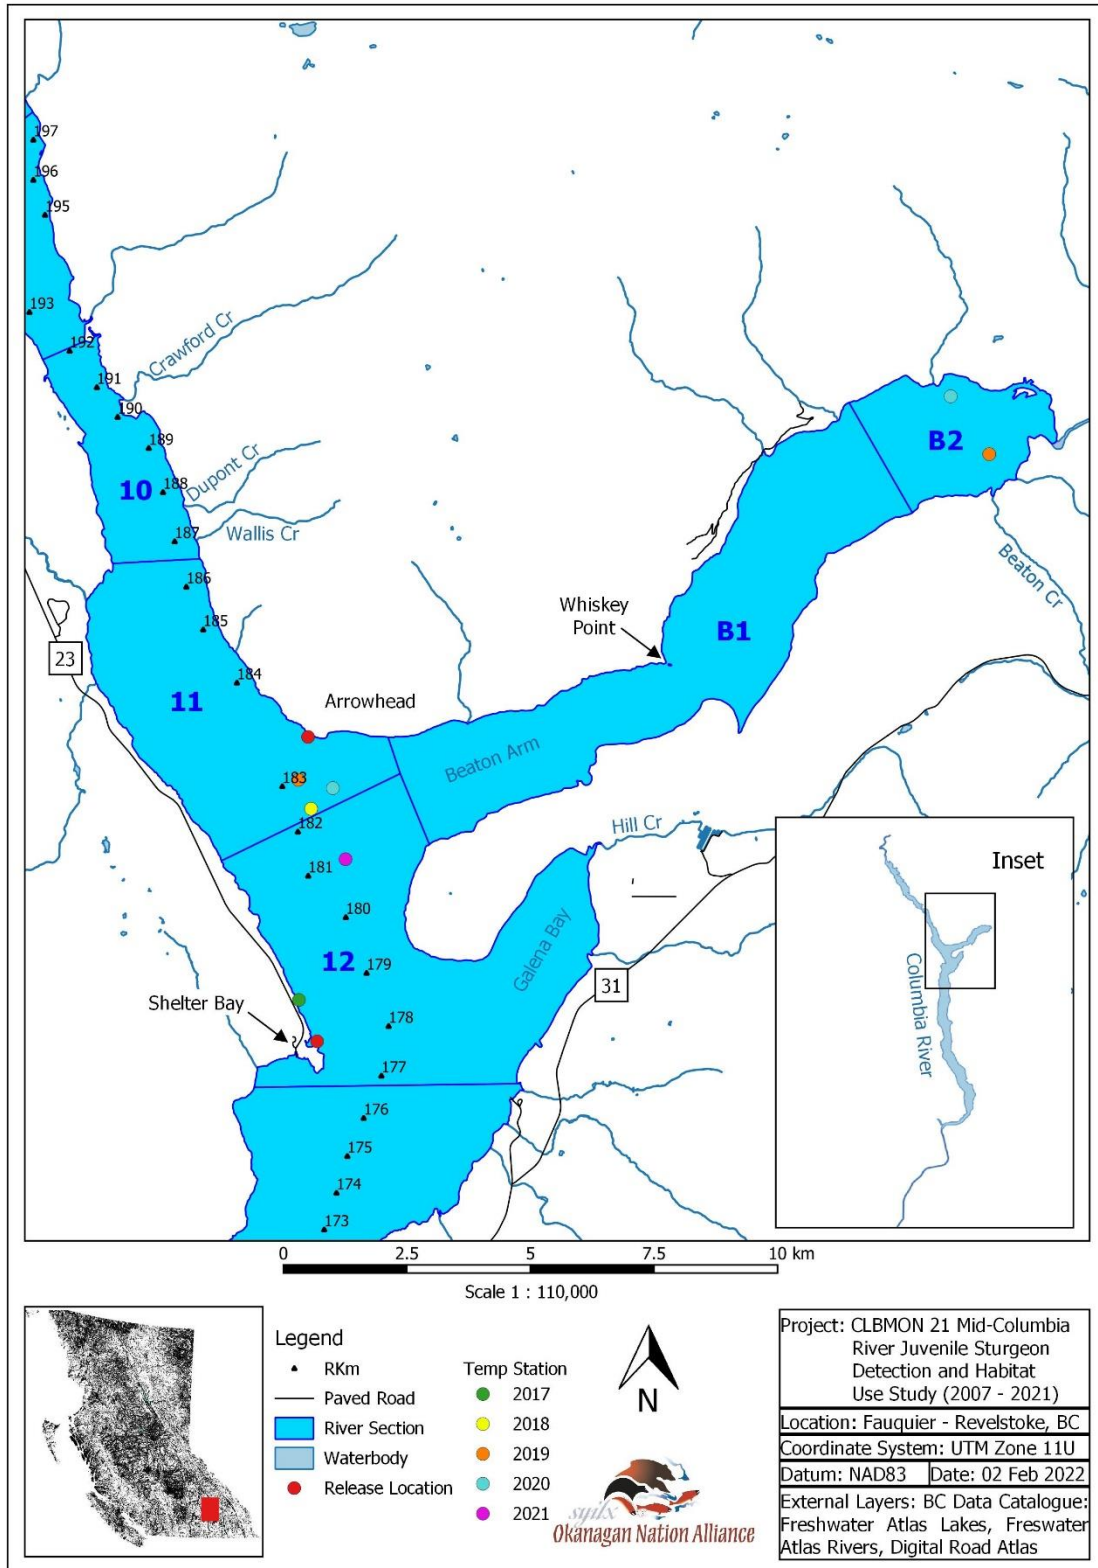 197
196
195
193
192
191
Crawford Cr
190
189
188
Dupont Cr
10
187
Wallis Cr
186
185
184
23
11
Arrowhead
183
182
181
180
12
179
178
177
176
175
174
173
Shelter Bay
Beaton Arm
Whiskey
Point
B1
B2
Beaton Cr
Hill Cr
Galena Bay
31
Inset
Columbia River
0 2.5 5 7.5 10 km
Scale 1 : 110,000
Legend
RKm
Paved Road
River Section
Waterbody
Release Location
Temp Station
2017
2018
2019
2020
2021
N
syilx
Okanagan Nation Alliance
Project: CLBMON 21 Mid-Columbia
River Juvenile Sturgeon
Detection and Habitat
Use Study (2007 - 2021)
Location: Fauquier - Revelstoke, BC
Coordinate System: UTM Zone 11U
Datum: NAD83 Date: 02 Feb 2022
External Layers: BC Data Catalogue:
Freshwater Atlas Lakes, Freswater
Atlas Rivers, Digital Road Atlas